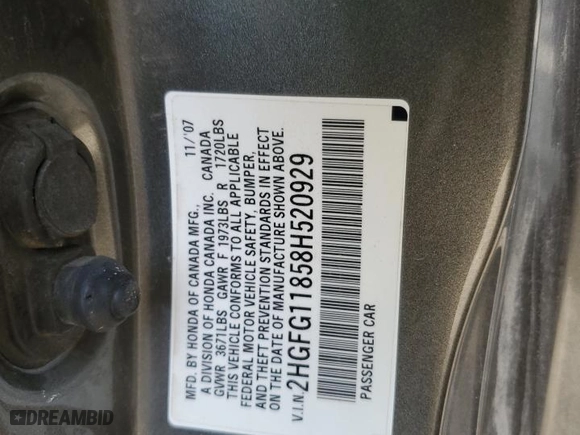 MFD. BY HONDA OF CANADA MFG., 11/'07
A DIVISION OF HONDA CANADA INC. CANADA
GVWR 3671LBS GAWR F 1973LBS R 1720LBS
THIS VEHICLE CONFORMS TO ALL APPLICABLE
FEDERAL MOTOR VEHICLE SAFETY, BUMPER,
AND THEFT PREVENTION STANDARDS IN EFFECT
ON THE DATE OF MANUFACTURE SHOWN ABOVE.
V.I.N. 2HGFG11858H520929
PASSENGER CAR
DREAMBID